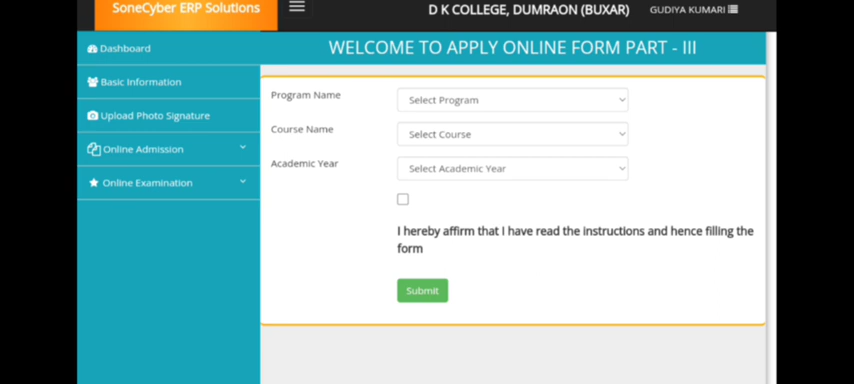 SoneCyber ERP Solutions
D K COLLEGE, DUMRAON (BUXAR)
GUDIYA KUMARI
Dashboard
Basic Information
Upload Photo Signature
Online Admission
Online Examination
WELCOME TO APPLY ONLINE FORM PART - III
Program Name
Select Program
Course Name
Select Course
Academic Year
Select Academic Year
I hereby affirm that I have read the instructions and hence filling the
form
Submit